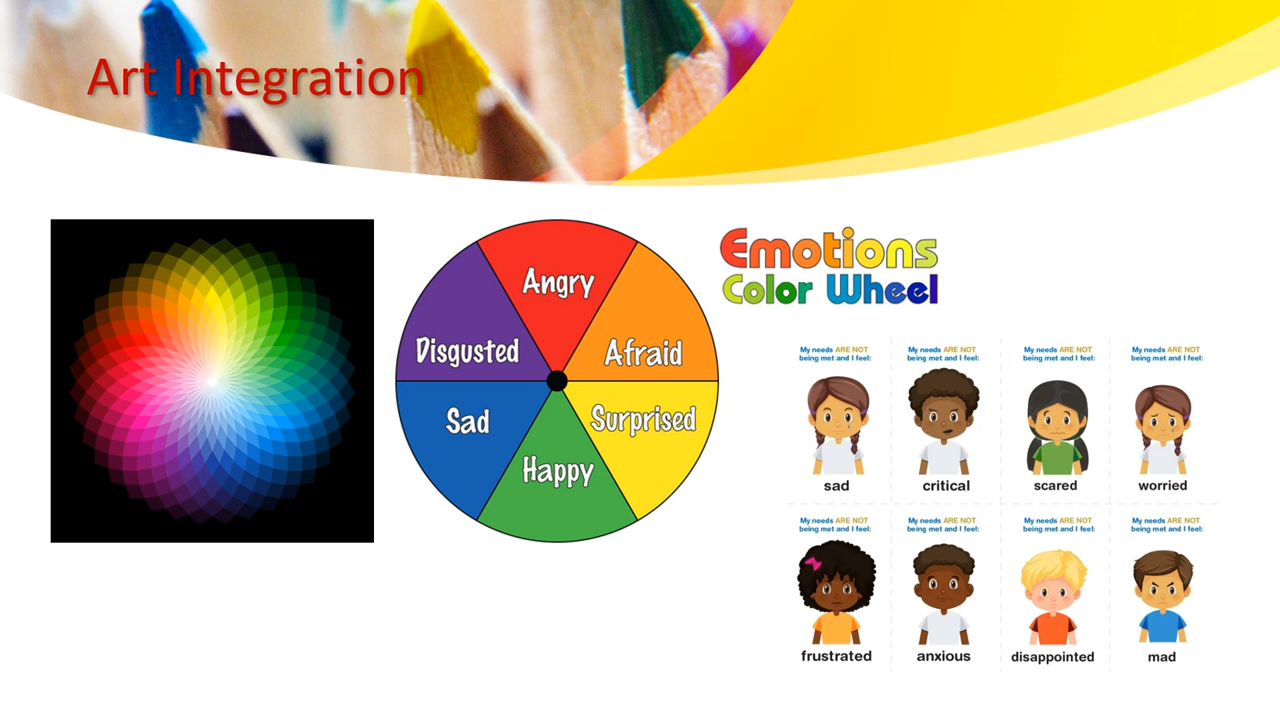 Art Integration
Angry
Disgusted
Afraid
Sad
Surprised
Happy
Emotions
Color Wheel
My needs ARE NOT
being met and I feel:
sad
My needs ARE NOT
being met and I feel:
critical
My needs ARE NOT
being met and I feel:
scared
My needs ARE NOT
being met and I feel:
worried
My needs ARE NOT
being met and I feel:
frustrated
My needs ARE NOT
being met and I feel:
anxious
My needs ARE NOT
being met and I feel:
disappointed
My needs ARE NOT
being met and I feel:
mad